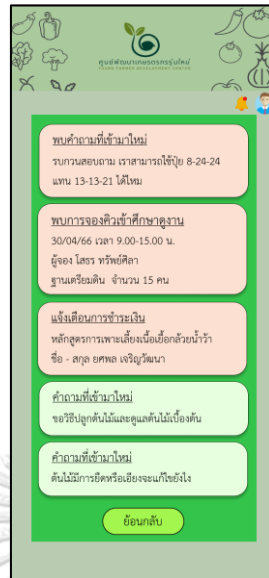 ศูนย์พัฒนาเกษตรกรรุ่นใหม่
YOUNG FARMER DEVELOPMENT CENTER
พบคำถามที่เข้ามาใหม่
รบกวนสอบถาม เราสามารถใช้ปุ๋ย 8-24-24
แทน 13-13-21 ได้ไหม
พบการจองคิวเข้าศึกษาดูงาน
30/04/66 เวลา 9.00-15.00 น.
ผู้จอง โสธร ทรัพย์ศิลา
ฐานเตรียมดิน จำนวน 15 คน
แจ้งเตือนการชำระเงิน
หลักสูตรการเพาะเลี้ยงเนื้อเยื่อกล้วยน้ำว้า
ชื่อ - สกุล ยศพล เจริญวัฒนา
คำถามที่เข้ามาใหม่
ขอวิธีปลูกต้นไม้และดูแลต้นไม้เบื้องต้น
คำถามที่เข้ามาใหม่
ต้นไม้มีการยืดหรือเอียงจะแก้ไขยังไง
ย้อนกลับ